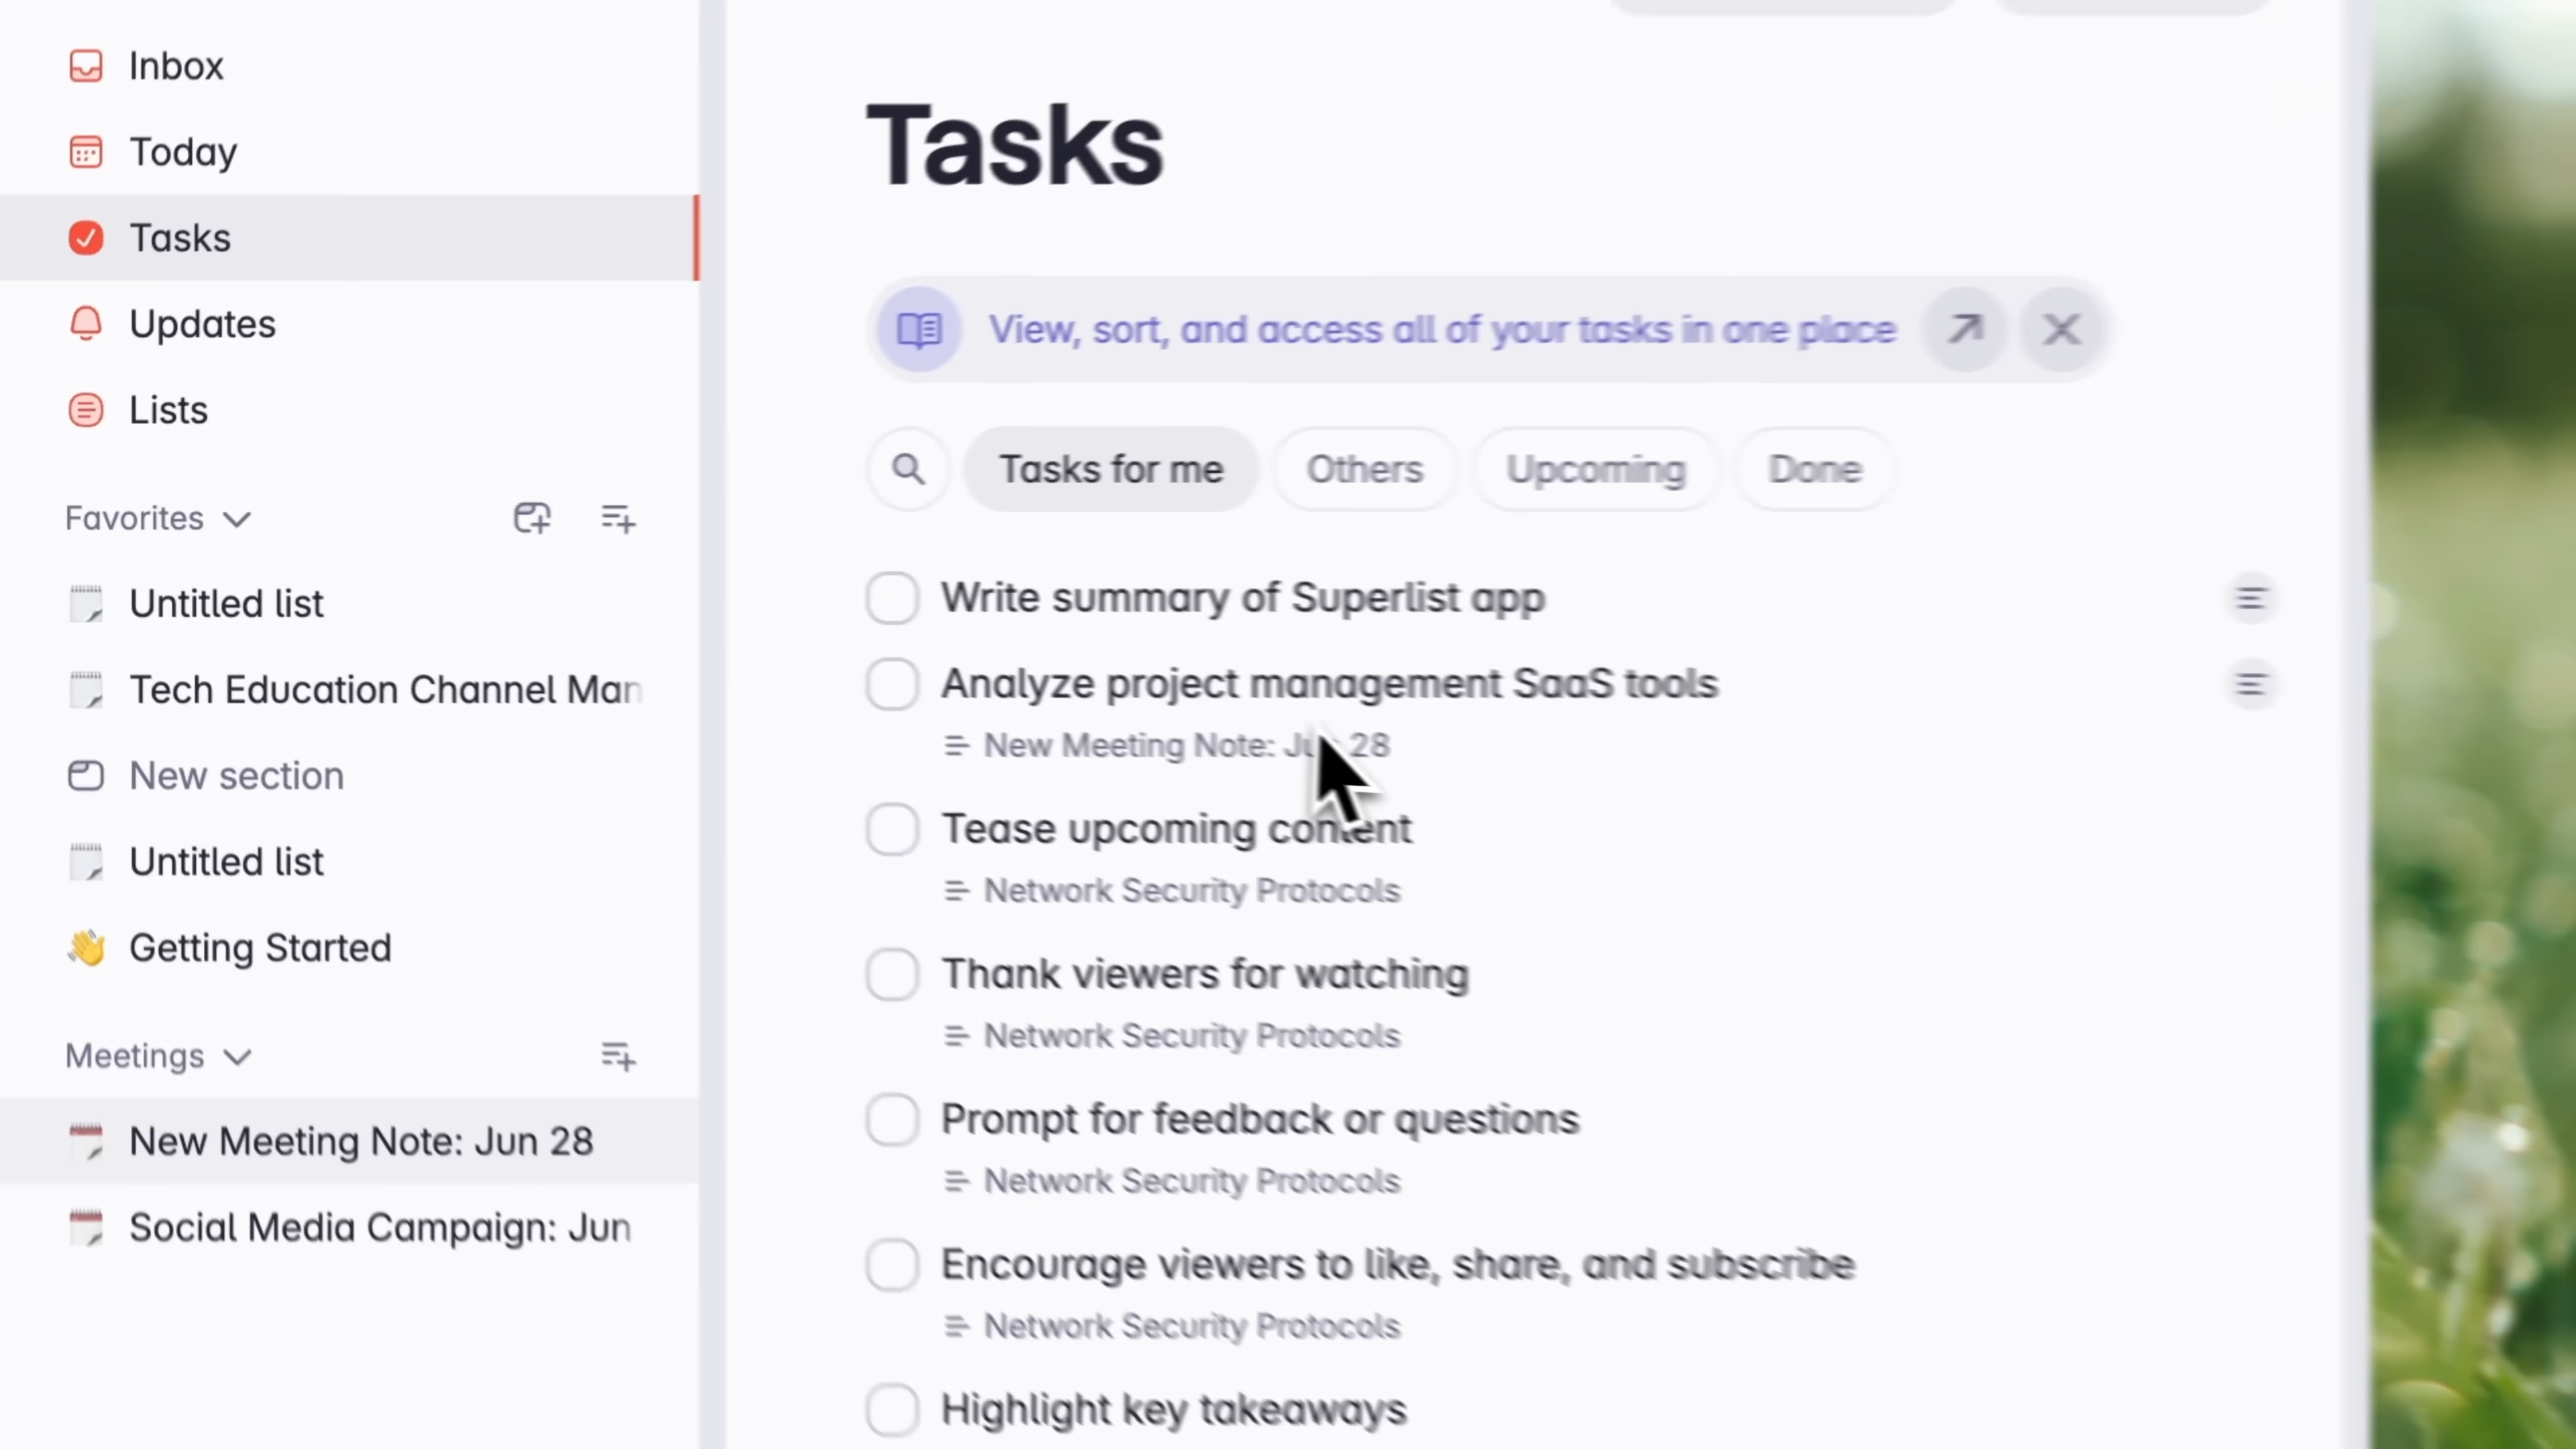 Inbox
Today
Tasks
Updates
Lists
Favorites
Untitled list
Tech Education Channel Man
New section
Untitled list
Getting Started
Meetings
New Meeting Note: Jun 28
Social Media Campaign: Jun
Tasks
View, sort, and access all of your tasks in one place
Tasks for me
Others
Upcoming
Done
Write summary of Superlist app
Analyze project management SaaS tools
New Meeting Note: Jun 28
Tease upcoming content
Network Security Protocols
Thank viewers for watching
Network Security Protocols
Prompt for feedback or questions
Network Security Protocols
Encourage viewers to like, share, and subscribe
Network Security Protocols
Highlight key takeaways